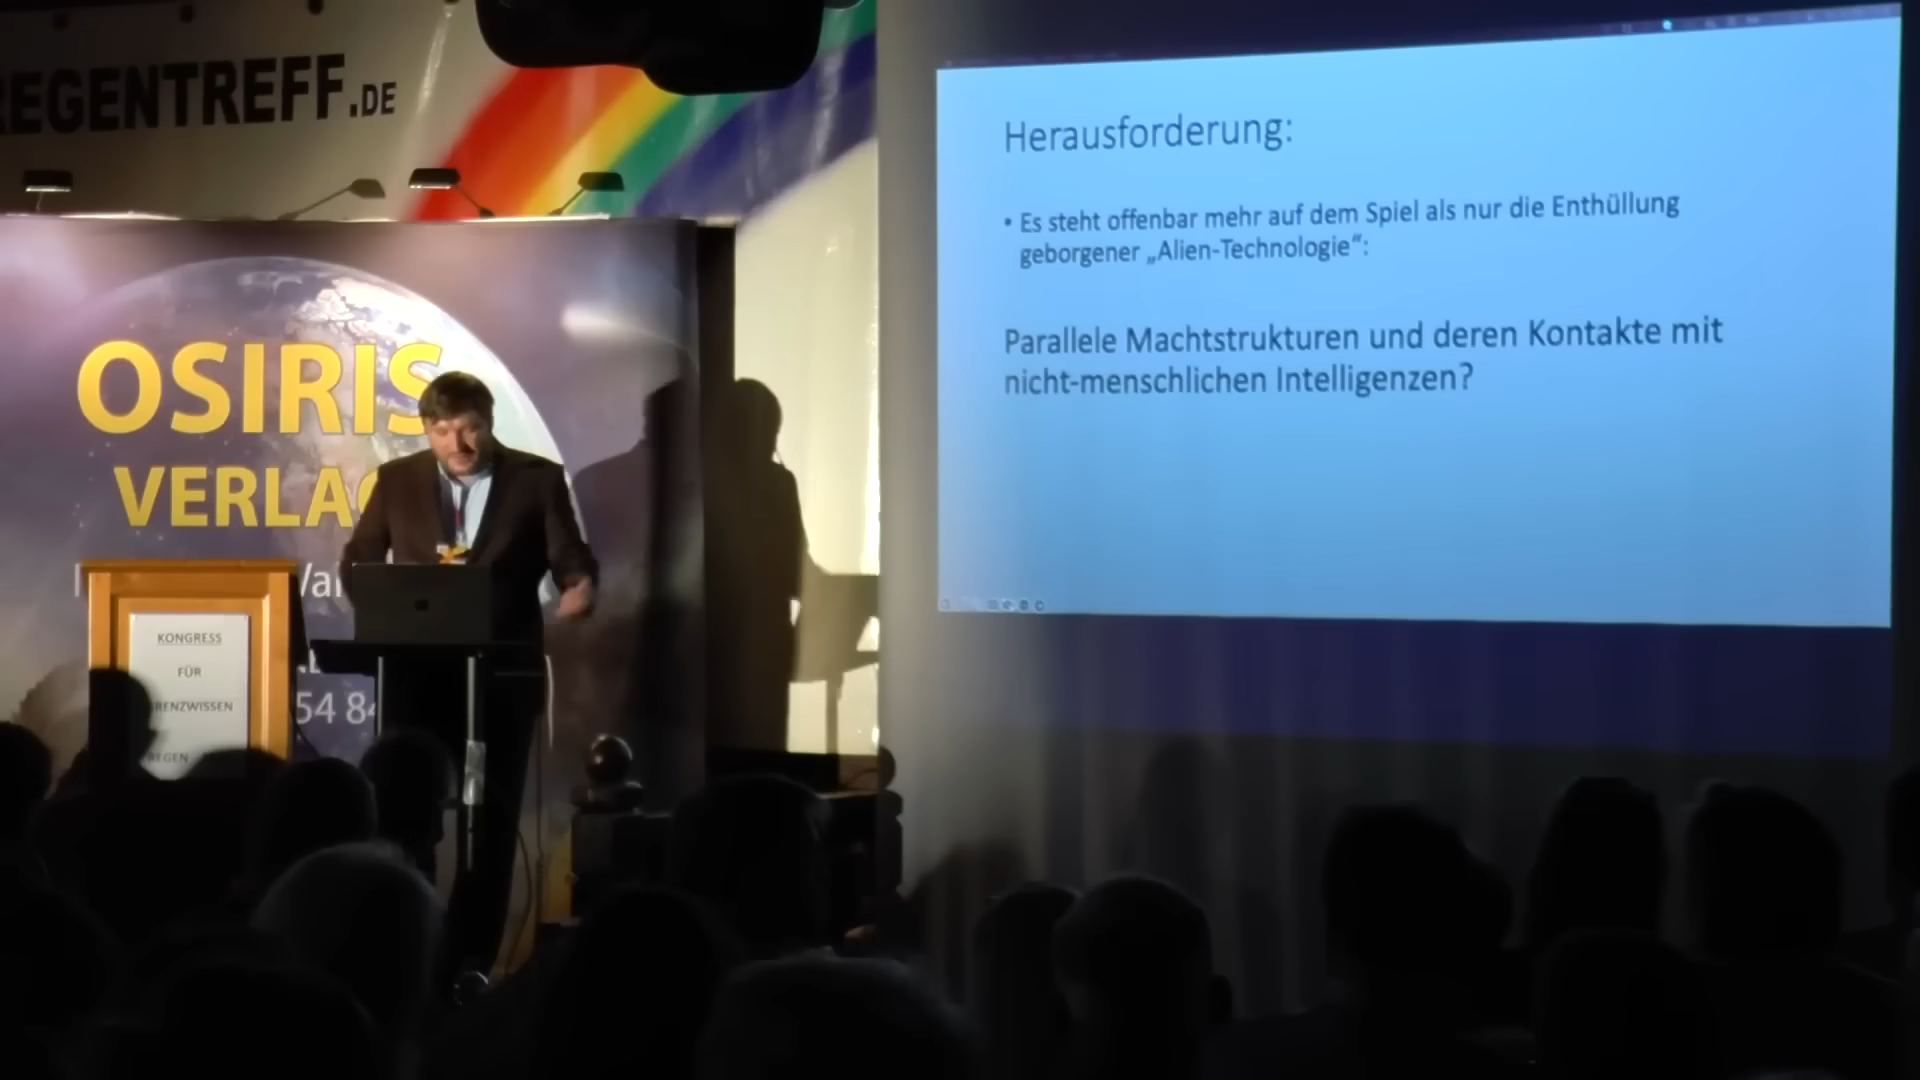 REGENTREFF.DE
OSIRIS
VERLAG
54 84
KONGRESS
FÜR
GRENZWISSEN
REGEN
Herausforderung:
• Es steht offenbar mehr auf dem Spiel als nur die Enthüllung
geborgener „Alien-Technologie“:
Parallele Machtstrukturen und deren Kontakte mit
nicht-menschlichen Intelligenzen?